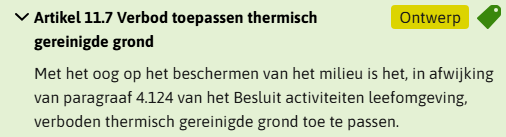 Artikel 11.7 Verbod toepassen thermisch gereinigde grond
Ontwerp
Met het oog op het beschermen van het milieu is het, in afwijking
van paragraaf 4.124 van het Besluit activiteiten leefomgeving,
verboden thermisch gereinigde grond toe te passen.